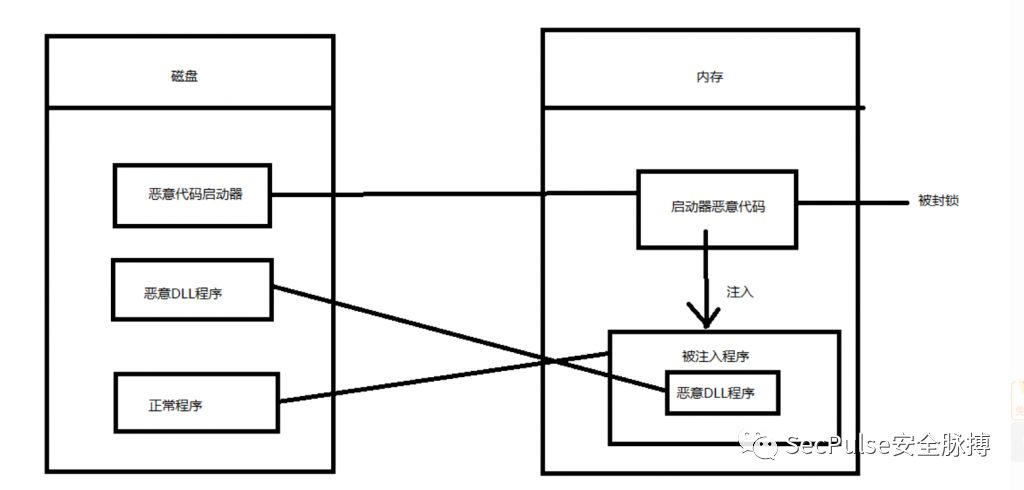 磁盘
内存
恶意代码启动器
启动器恶意代码
被封锁
恶意DLL程序
注入
被注入程序
恶意DLL程序
正常程序
SecPulse安全脉搏